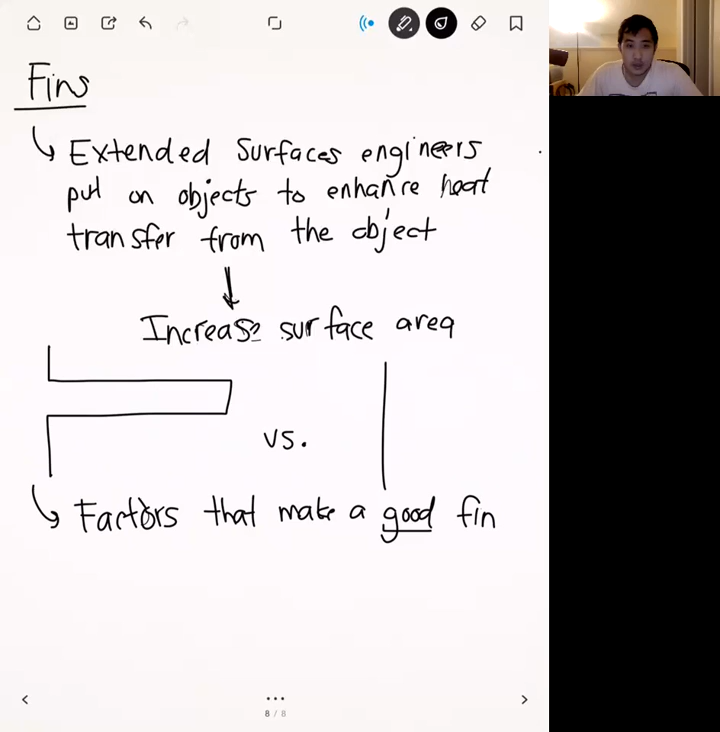 Fins
Extended surfaces engineers
put on objects to enhance heat
transfer from the object
Increase surface area
vs.
Factors that make a good fin
8 / 8